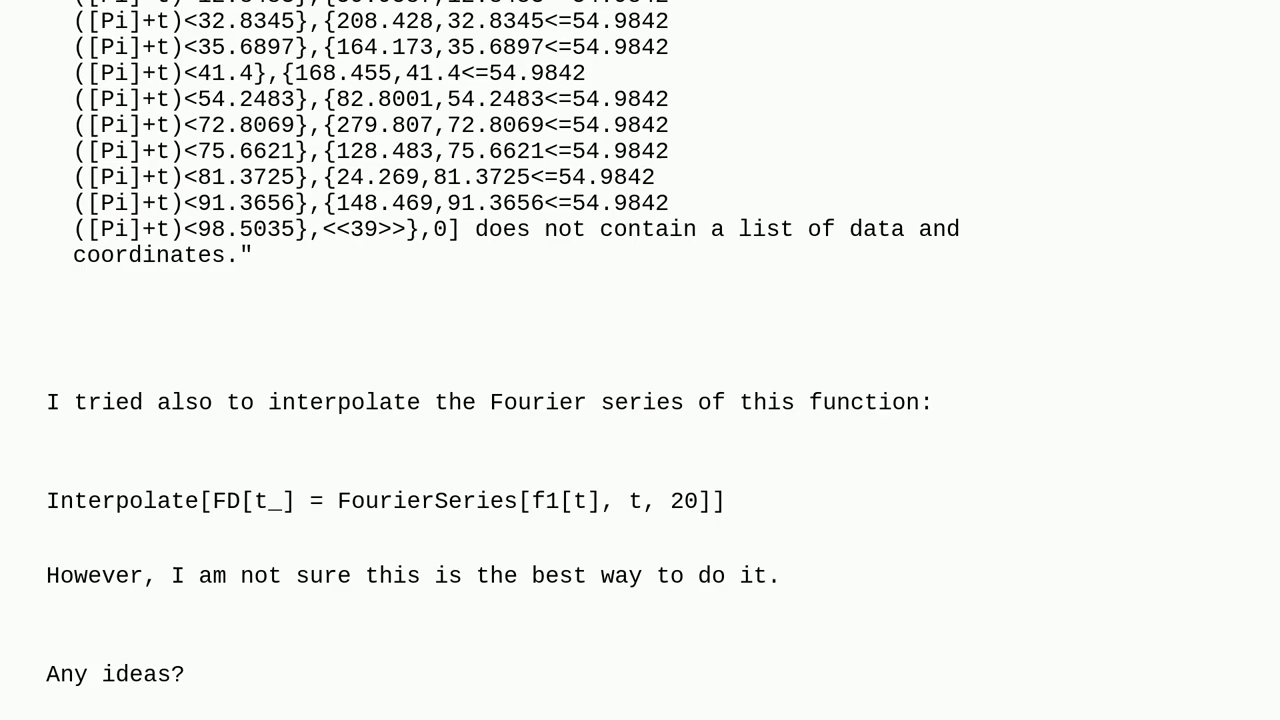 ([Pi]+t)<32.8345},{208.428,32.8345<=54.9842
([Pi]+t)<35.6897},{164.173,35.6897<=54.9842
([Pi]+t)<41.4},{168.455,41.4<=54.9842
([Pi]+t)<54.2483},{82.8001,54.2483<=54.9842
([Pi]+t)<72.8069},{279.807,72.8069<=54.9842
([Pi]+t)<75.6621},{128.483,75.6621<=54.9842
([Pi]+t)<81.3725},{24.269,81.3725<=54.9842
([Pi]+t)<91.3656},{148.469,91.3656<=54.9842
([Pi]+t)<98.5035},<<39>>},0] does not contain a list of data and
coordinates."
I tried also to interpolate the Fourier series of this function:
Interpolate[FD[t_] = FourierSeries[f1[t], t, 20]]
However, I am not sure this is the best way to do it.
Any ideas?